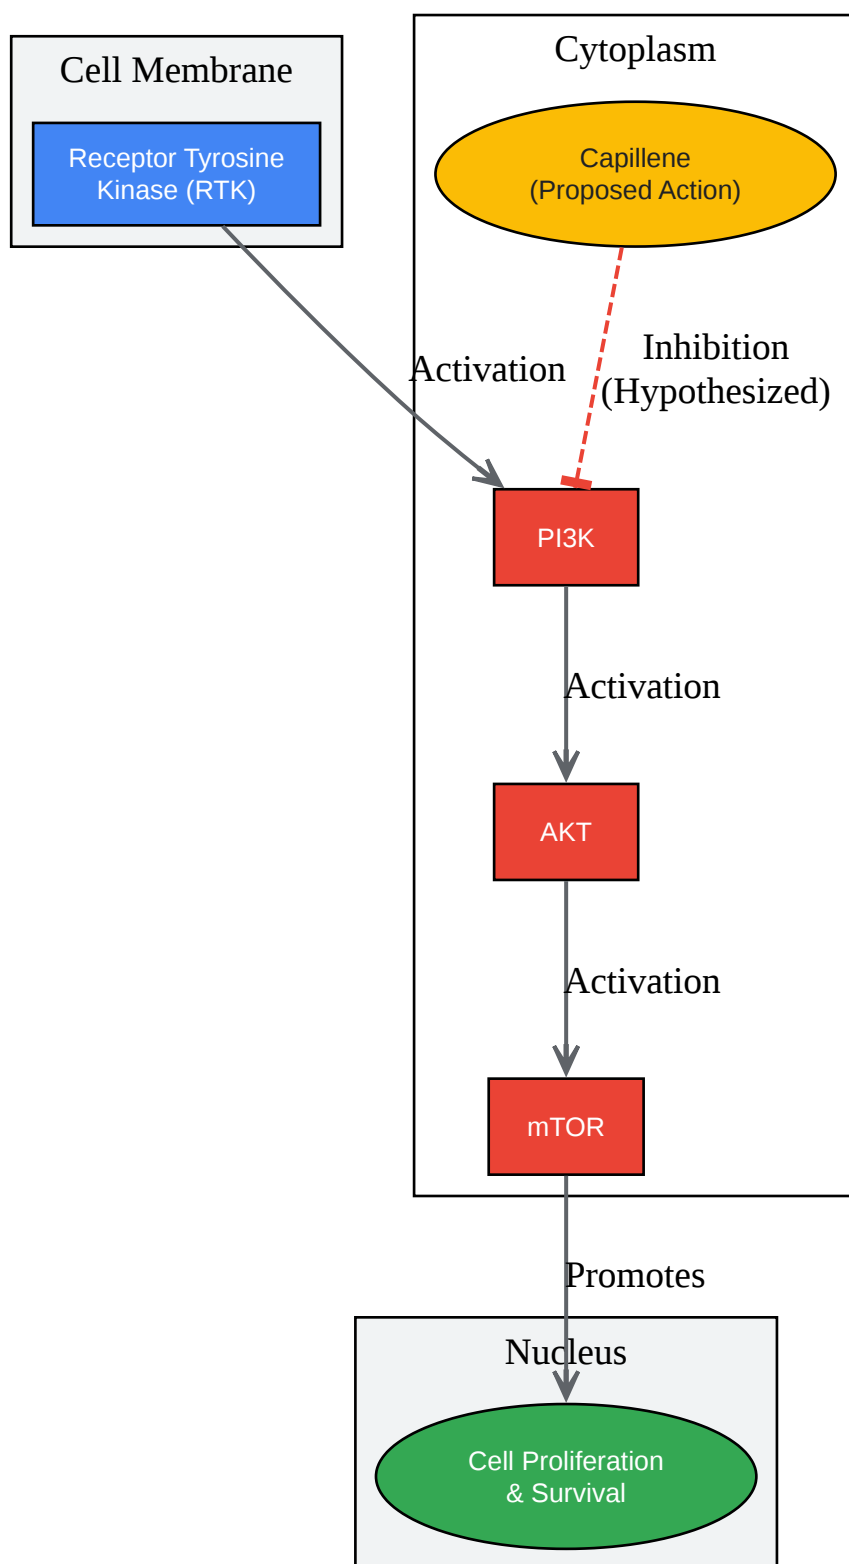 Cell Membrane
Receptor Tyrosine
Kinase (RTK)
Cytoplasm
Capillene
(Proposed Action)
Activation
Inhibition
(Hypothesized)
PI3K
Activation
AKT
Activation
mTOR
Promotes
Nucleus
Cell Proliferation
& Survival